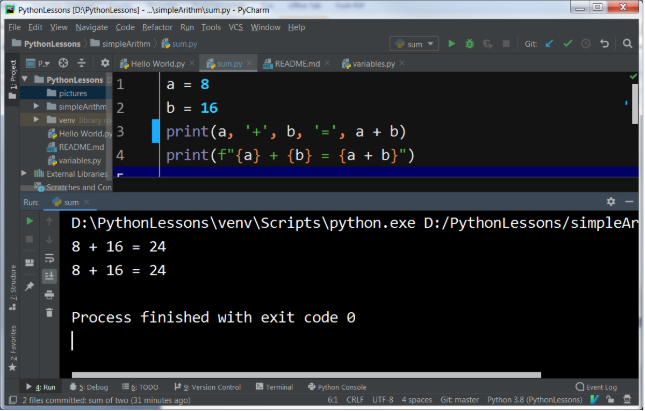 PythonLessons [D:\PythonLessons] - ...\simpleArithm\sum.py - PyCharm
File Edit View Navigate Code Refactor Run Tools VCS Window Help
PythonLessons simpleArithm sum.py sum Git:
P.. Hello World.py sum.py README.md variables.py
1: Project
PythonLessons
pictures
simpleArithm
venv library
Hello World.py
README.md
variables.py
External Libraries
Scratches and Con
1 a = 8
2 b = 16
3 print(a, '+', b, '=', a + b)
4 print(f"{a} + {b} = {a + b}")
5
Run: sum
D:\PythonLessons\venv\Scripts\python.exe D:/PythonLessons/simpleAr
8 + 16 = 24
8 + 16 = 24
Process finished with exit code 0
Z: Structure
2: Favorites
4: Run 5: Debug 6: TODO 9: Version Control Terminal Python Console Event Log
2 files committed: sum of two (31 minutes ago) 6:1 CRLF UTF-8 4 spaces Git: master Python 3.8 (PythonLessons)